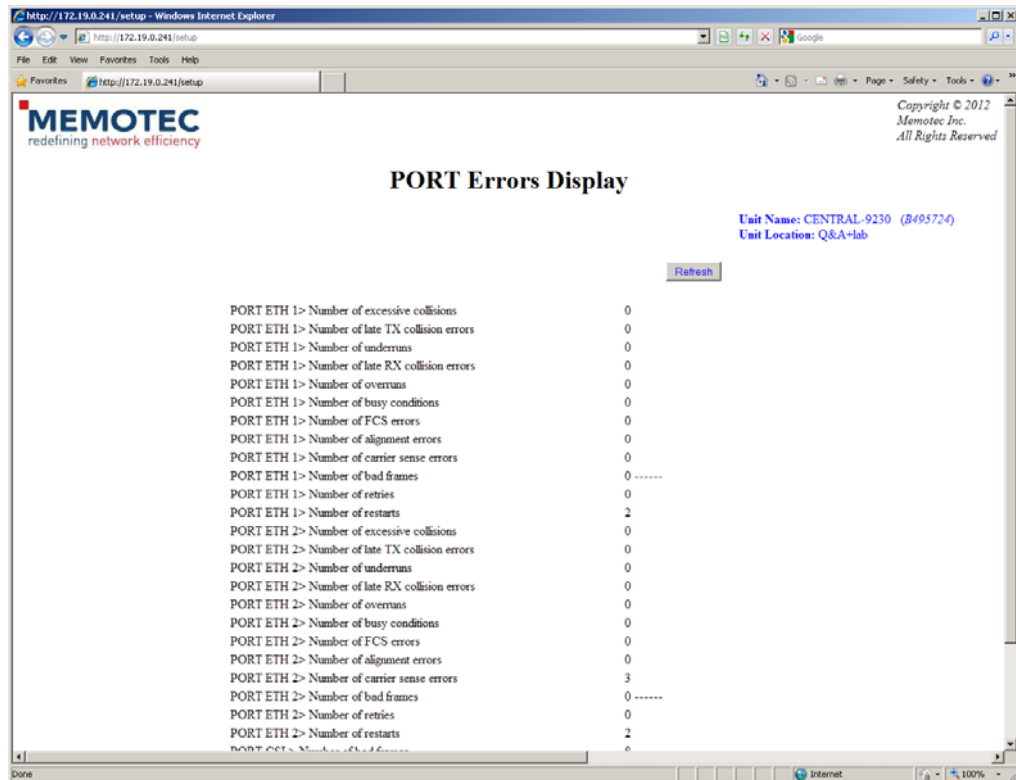 http://172.19.0.241/setup - Windows Internet Explorer
http://172.19.0.241/setup
Google
File Edit View Favorites Tools Help
Favorites http://172.19.0.241/setup Page Safety Tools
MEMOTEC
redefining network efficiency
Copyright © 2012
Memotec Inc.
All Rights Reserved
PORT Errors Display
Unit Name: CENTRAL-9230 (B495724)
Unit Location: Q&A+lab
Refresh
PORT ETH 1> Number of excessive collisions 0
PORT ETH 1> Number of late TX collision errors 0
PORT ETH 1> Number of underruns 0
PORT ETH 1> Number of late RX collision errors 0
PORT ETH 1> Number of overruns 0
PORT ETH 1> Number of busy conditions 0
PORT ETH 1> Number of FCS errors 0
PORT ETH 1> Number of alignment errors 0
PORT ETH 1> Number of carrier sense errors 0
PORT ETH 1> Number of bad frames 0 ------
PORT ETH 1> Number of retries 0
PORT ETH 1> Number of restarts 2
PORT ETH 2> Number of excessive collisions 0
PORT ETH 2> Number of late TX collision errors 0
PORT ETH 2> Number of underruns 0
PORT ETH 2> Number of late RX collision errors 0
PORT ETH 2> Number of overruns 0
PORT ETH 2> Number of busy conditions 0
PORT ETH 2> Number of FCS errors 0
PORT ETH 2> Number of alignment errors 0
PORT ETH 2> Number of carrier sense errors 3
PORT ETH 2> Number of bad frames 0 ------
PORT ETH 2> Number of retries 0
PORT ETH 2> Number of restarts 2
PORT CSL> Number of bad frames
Done Internet 100%